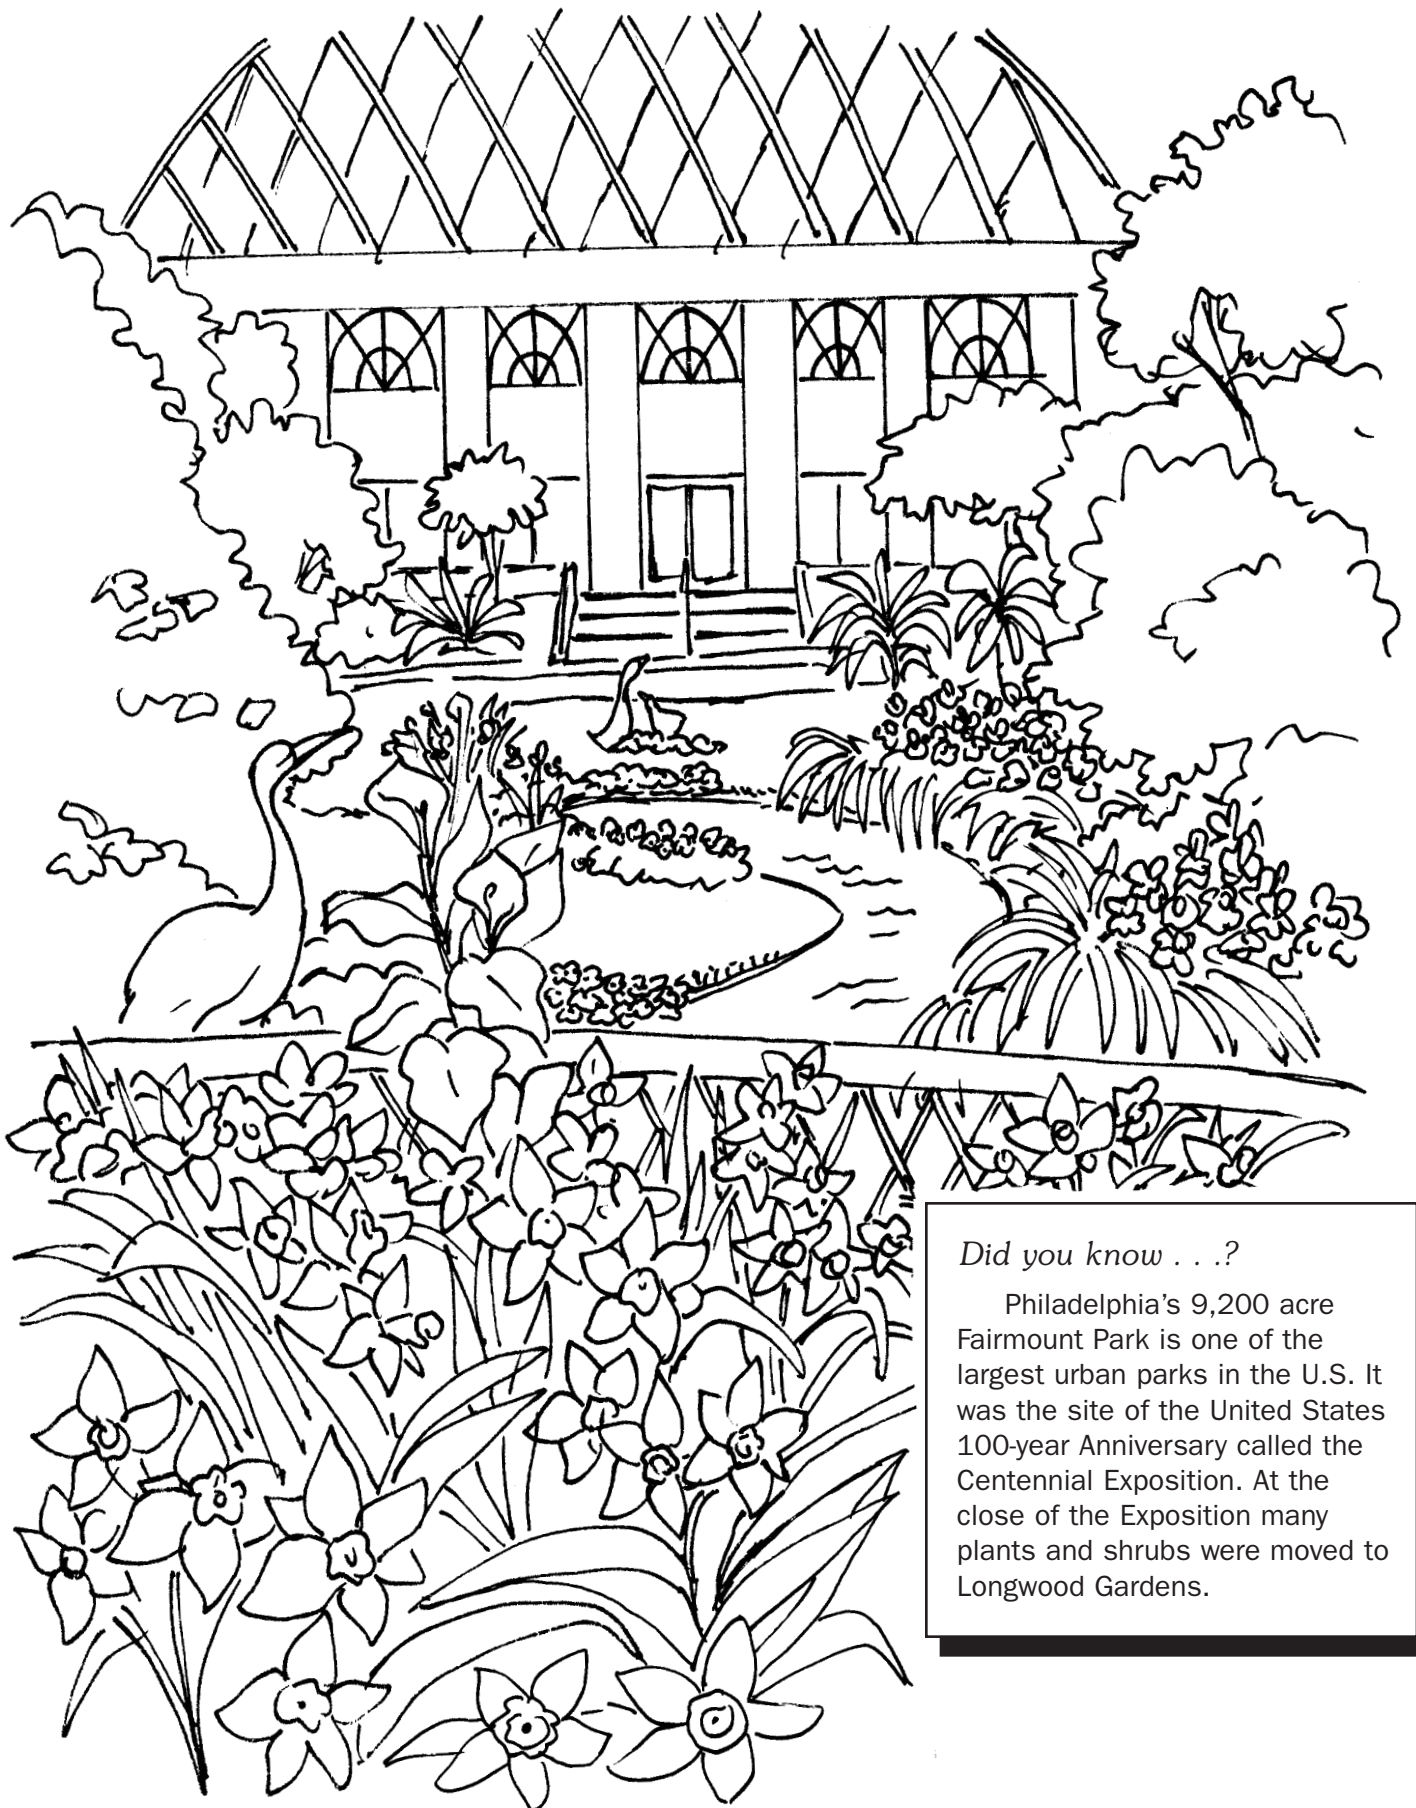 Did you know . . .?
Philadelphia’s 9,200 acre
Fairmount Park is one of the
largest urban parks in the U.S. It
was the site of the United States
100-year Anniversary called the
Centennial Exposition. At the
close of the Exposition many
plants and shrubs were moved to
Longwood Gardens.